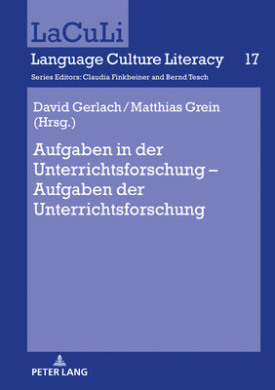 LaCuLi
Language Culture Literacy 17
Series Editors: Claudia Finkbeiner and Bernd Tesch
David Gerlach/Matthias Grein
(Hrsg.)
Aufgaben in der
Unterrichtsforschung –
Aufgaben der
Unterrichtsforschung
PETER LANG